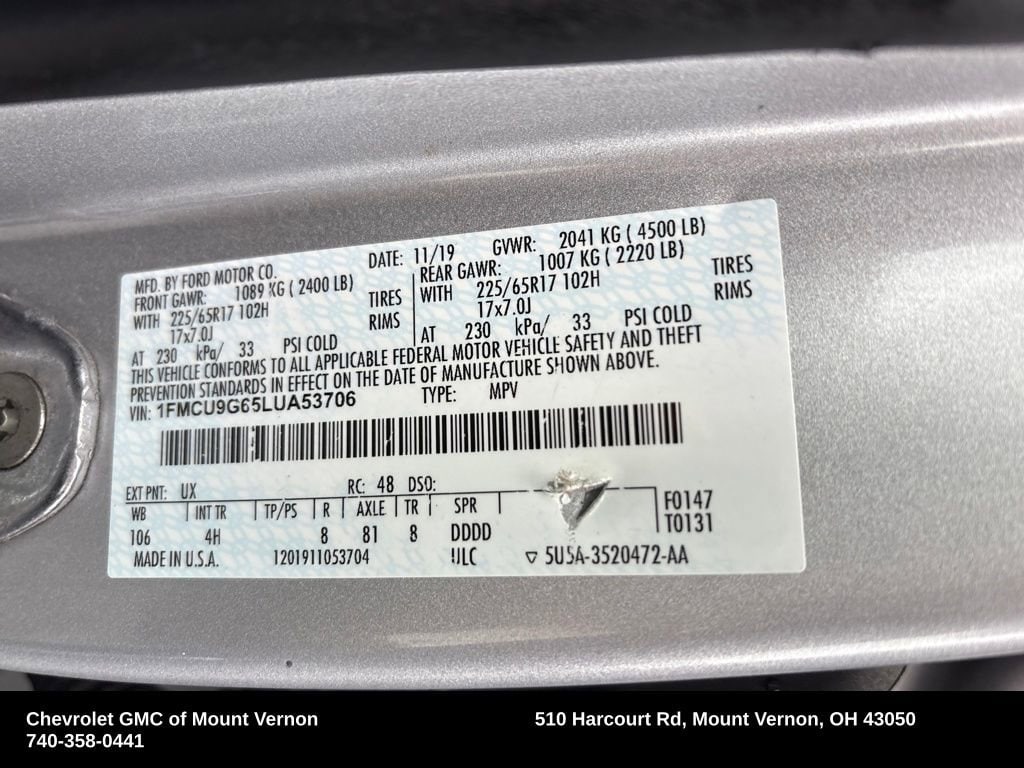 MFD. BY FORD MOTOR CO. DATE: 11/19 GVWR: 2041 KG ( 4500 LB)
FRONT GAWR: 1089 KG ( 2400 LB) REAR GAWR: 1007 KG ( 2220 LB)
WITH 225/65R17 102H TIRES WITH 225/65R17 102H TIRES
17x7.0J RIMS 17x7.0J RIMS
AT 230 kPa/ 33 PSI COLD AT 230 kPa/ 33 PSI COLD
THIS VEHICLE CONFORMS TO ALL APPLICABLE FEDERAL MOTOR VEHICLE SAFETY AND THEFT
PREVENTION STANDARDS IN EFFECT ON THE DATE OF MANUFACTURE SHOWN ABOVE.
VIN: 1FMCU9G65LUA53706 TYPE: MPV
EXT PNT: UX RC: 48 DSO:
WB INT TR TP/PS R AXLE TR SPR F0147
106 4H 8 81 8 DDDD T0131
MADE IN U.S.A. 1201911053704 ULC ▽ 5U5A-3520472-AA
Chevrolet GMC of Mount Vernon 510 Harcourt Rd, Mount Vernon, OH 43050
740-358-0441